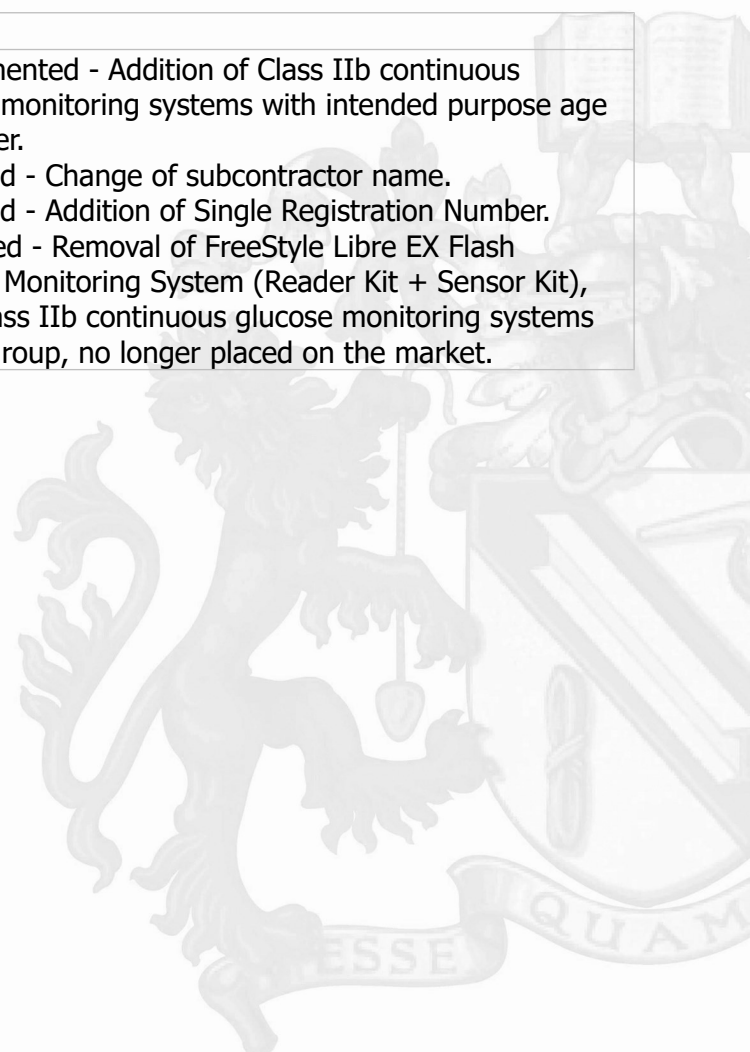 nented - Addition of Class IIb continuous
monitoring systems with intended purpose age
er.
d - Change of subcontractor name.
d - Addition of Single Registration Number.
ed - Removal of FreeStyle Libre EX Flash
Monitoring System (Reader Kit + Sensor Kit),
ass IIb continuous glucose monitoring systems
roup, no longer placed on the market.
ESSE QUAM